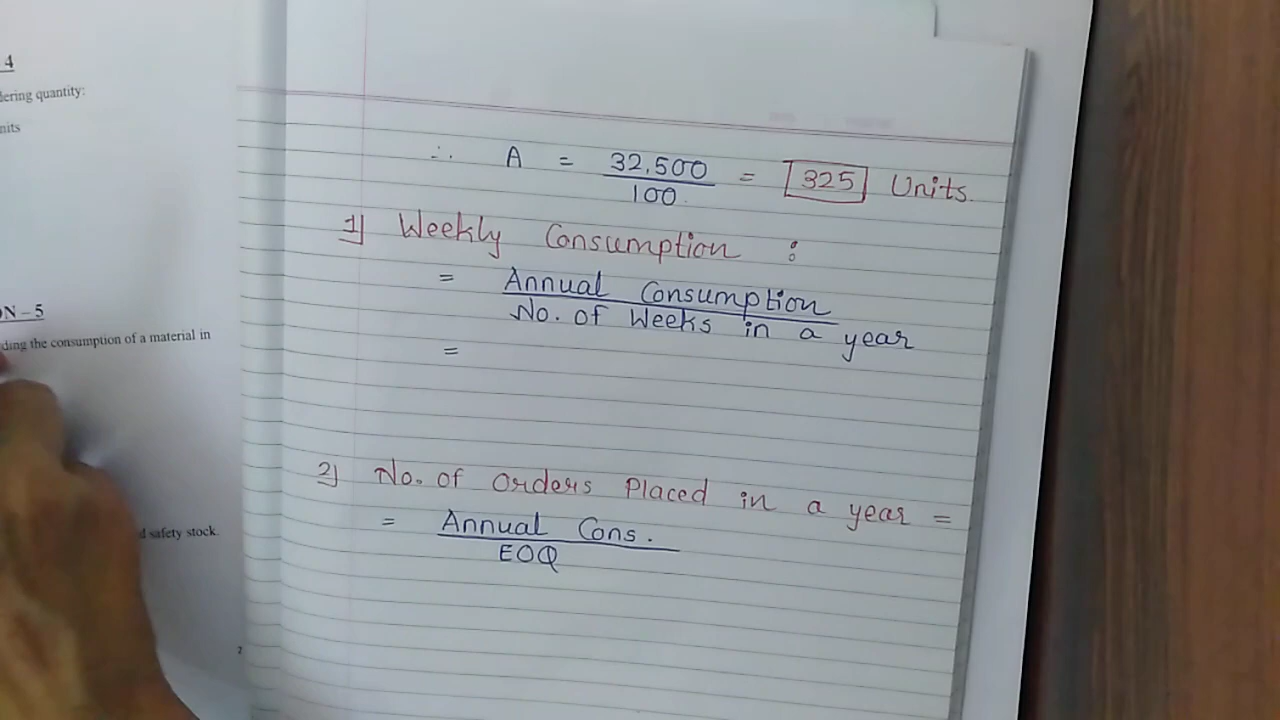 4
dering quantity:
nits
ON – 5
ding the consumption of a material in
d safety stock.
2
∴ A = 32,500 / 100 = 325 Units.
1] Weekly Consumption :
= Annual Consumption
No. of Weeks in a year
=
2] No. of Orders Placed in a year =
= Annual Cons.
EOQ